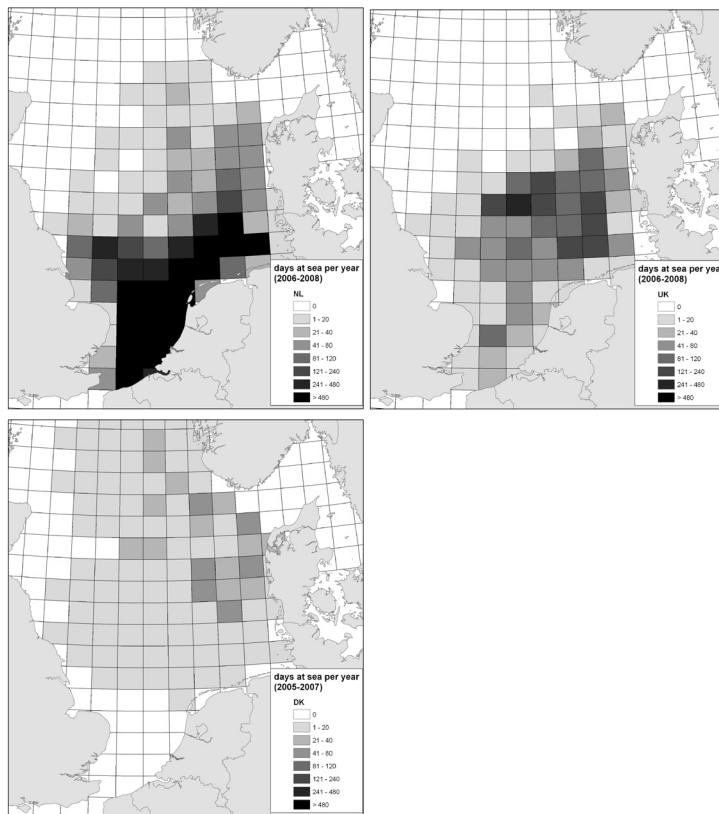 days at sea per year
(2006-2008)
NL
0
1 - 20
21 - 40
41 - 80
81 - 120
121 - 240
241 - 480
> 480
days at sea per year
(2006-2008)
UK
0
1 - 20
21 - 40
41 - 80
81 - 120
121 - 240
241 - 480
> 480
days at sea per year
(2005-2007)
DK
0
1 - 20
21 - 40
41 - 80
81 - 120
121 - 240
241 - 480
> 480